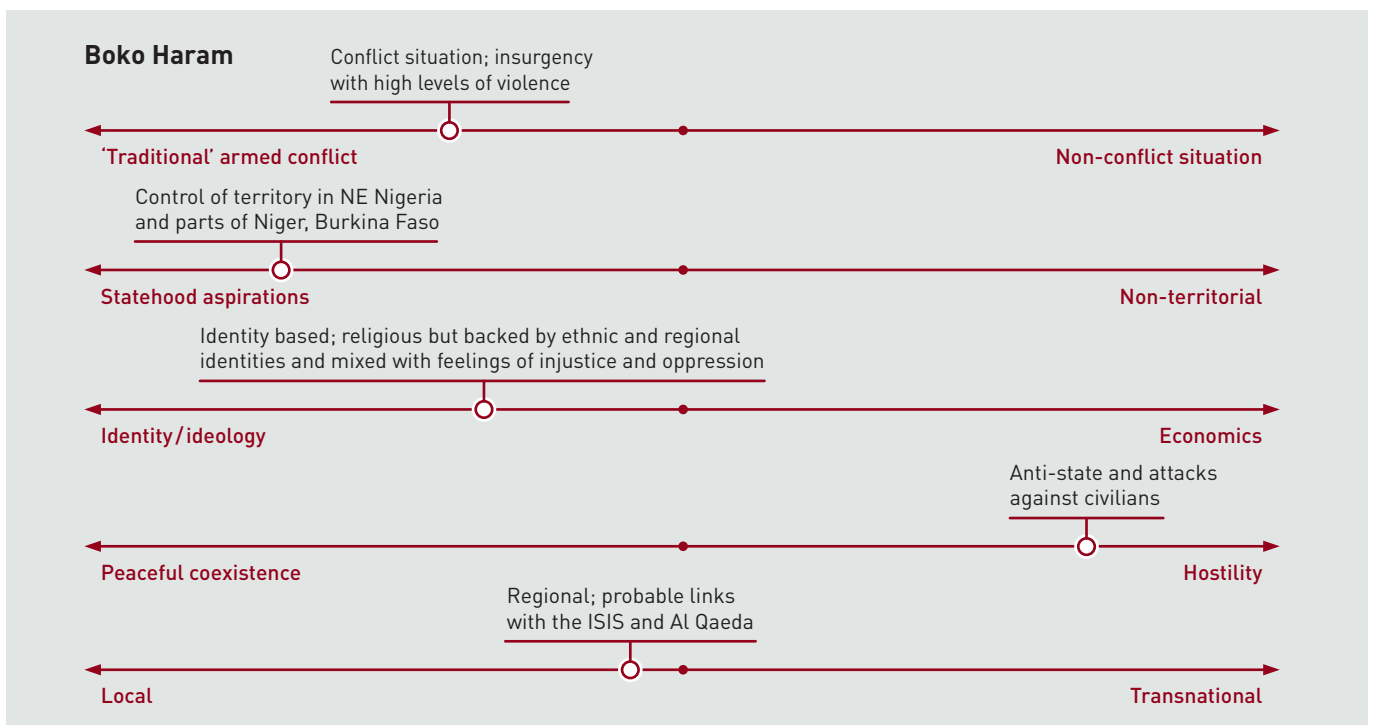 Boko Haram
Conflict situation; insurgency
with high levels of violence
‘Traditional’ armed conflict
Non-conflict situation
Control of territory in NE Nigeria
and parts of Niger, Burkina Faso
Statehood aspirations
Non-territorial
Identity based; religious but backed by ethnic and regional
identities and mixed with feelings of injustice and oppression
Identity/ideology
Economics
Anti-state and attacks
against civilians
Peaceful coexistence
Hostility
Regional; probable links
with the ISIS and Al Qaeda
Local
Transnational